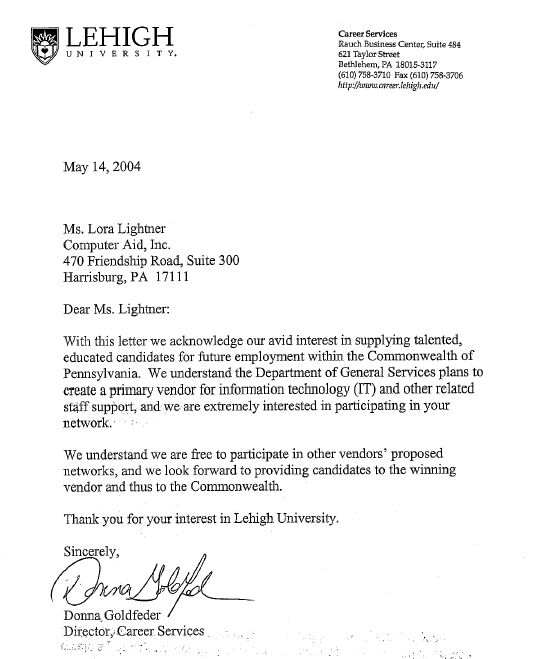 LEHIGH
UNIVERSITY.
Career Services
Rauch Business Center, Suite 484
621 Taylor Street
Bethlehem, PA 18015-3117
(610) 758-3710 Fax (610) 758-3706
http://www.career.lehigh.edu/
May 14, 2004
Ms. Lora Lightner
Computer Aid, Inc.
470 Friendship Road, Suite 300
Harrisburg, PA 17111
Dear Ms. Lightner:
With this letter we acknowledge our avid interest in supplying talented,
educated candidates for future employment within the Commonwealth of
Pennsylvania. We understand the Department of General Services plans to
create a primary vendor for information technology (IT) and other related
staff support, and we are extremely interested in participating in your
network.
We understand we are free to participate in other vendors' proposed
networks, and we look forward to providing candidates to the winning
vendor and thus to the Commonwealth.
Thank you for your interest in Lehigh University.
Sincerely,
Donna Goldfeder
Donna Goldfeder
Director, Career Services